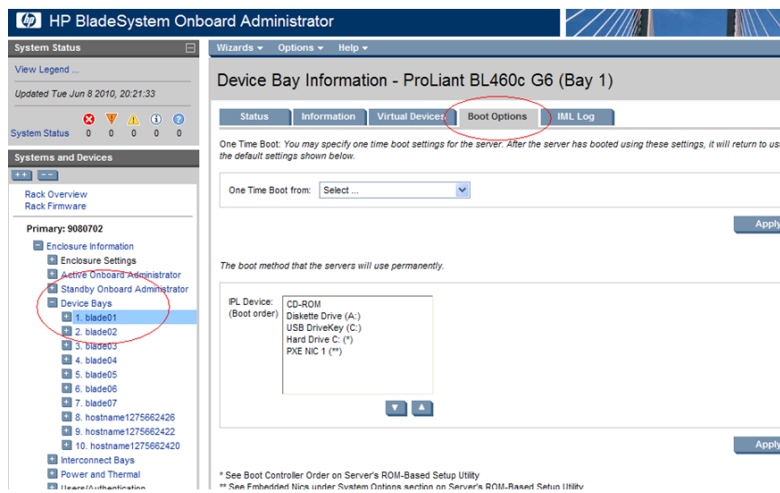 HP BladeSystem Onboard Administrator
System Status
View Legend ...
Updated Tue Jun 8 2010, 20:21:33
System Status 0 0 0 0 0
Systems and Devices
Rack Overview
Rack Firmware
Primary: 9080702
Enclosure Information
Enclosure Settings
Active Onboard Administrator
Standby Onboard Administrator
Device Bays
1. blade01
2. blade02
3. blade03
4. blade04
5. blade05
6. blade06
7. blade07
8. hostname1275662426
9. hostname1275662422
10. hostname1275662420
Interconnect Bays
Power and Thermal
Users/Authentication
Wizards Options Help
Device Bay Information - ProLiant BL460c G6 (Bay 1)
Status Information Virtual Devices Boot Options IML Log
One Time Boot: You may specify one time boot settings for the server. After the server has booted using these settings, it will return to us
the default settings shown below.
One Time Boot from: Select ...
Apply
The boot method that the servers will use permanently.
IPL Device:
(Boot order)
CD-ROM
Diskette Drive (A:)
USB DriveKey (C:)
Hard Drive C: (*)
PXE NIC 1 (**)
Apply
* See Boot Controller Order on Server's ROM-Based Setup Utility
** See Embedded Nics under System Options section on Server's ROM-Based Setup Utility